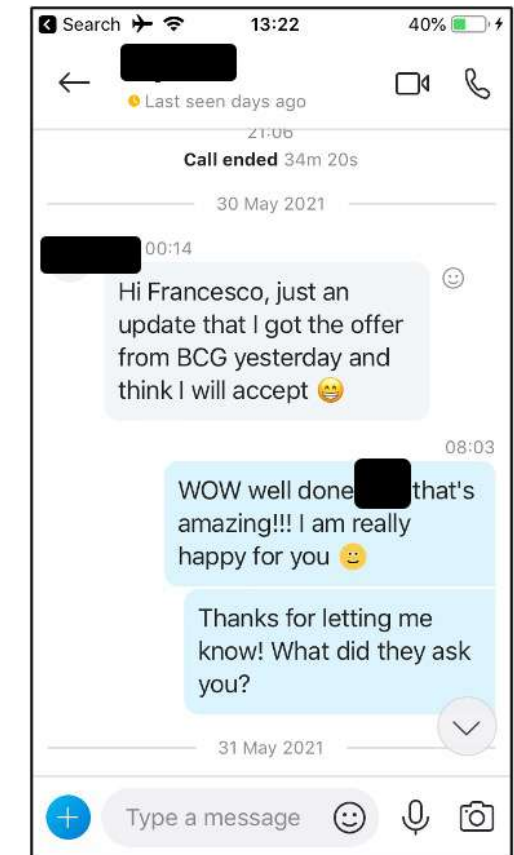 Search 13:22 40%
Last seen days ago
21:06
Call ended 34m 20s
30 May 2021
00:14
Hi Francesco, just an
update that I got the offer
from BCG yesterday and
think I will accept 😁
08:03
WOW well done that's
amazing!!! I am really
happy for you 🙂
Thanks for letting me
know! What did they ask
you?
31 May 2021
Type a message